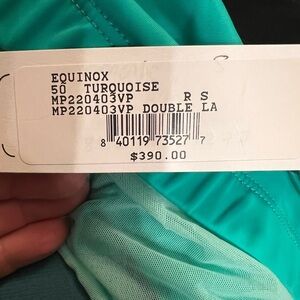 EQUINOX
50 TURQUOISE
MP220403VP R S
MP220403VP DOUBLE LA
8 40119 73527 7
$390.00